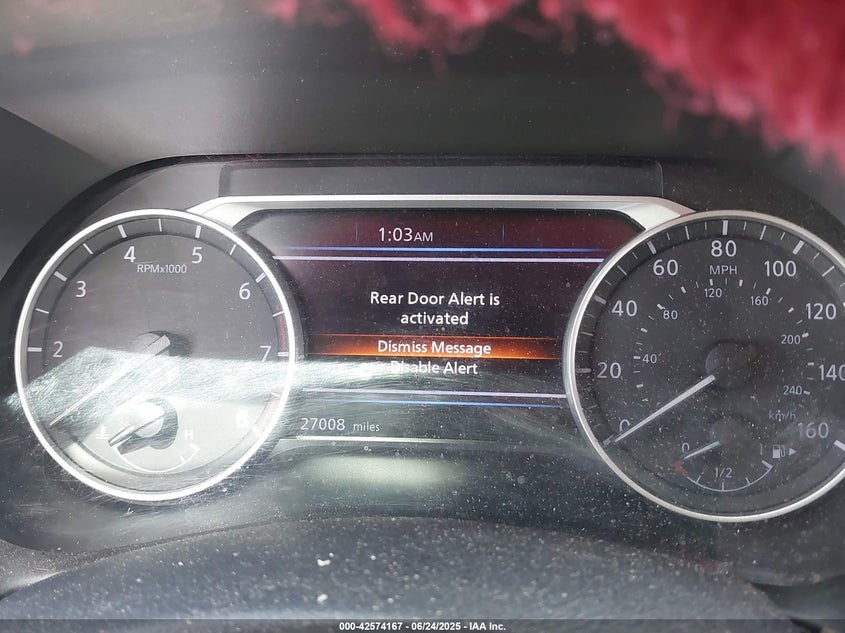 1:03AM
4 5
RPMx1000
3 6
2 7
8
H
Rear Door Alert is
activated
Dismiss Message
Disable Alert
27008 miles
80
60 MPH 100
120 160
40 80 120
200
40
20 140
240
0 km/h
160
0
1/2
000-42574167 - 06/24/2025 - IAA Inc.